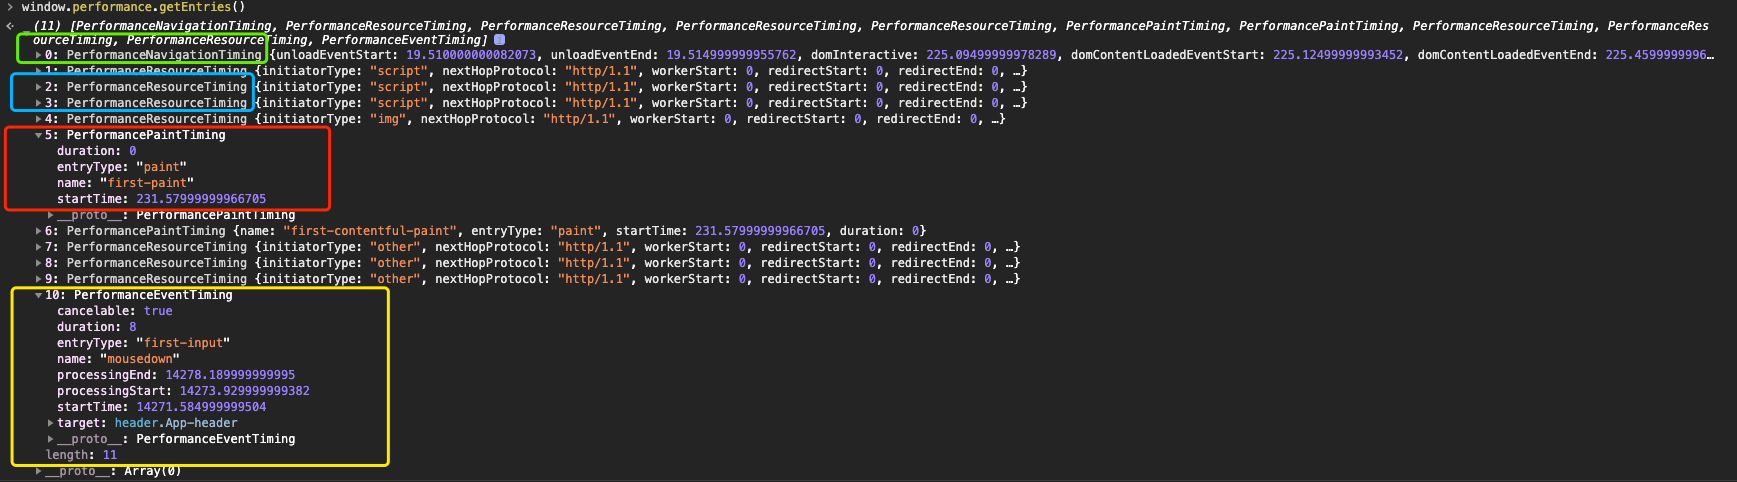 > window.performance.getEntries()
(11) [PerformanceNavigationTiming, PerformanceResourceTiming, PerformanceResourceTiming, PerformanceResourceTiming, PerformanceResourceTiming, PerformancePaintTiming, PerformancePaintTiming, PerformanceResourceTiming, PerformanceRes
ourceTiming, PerformanceResourceTiming, PerformanceEventTiming]
0: PerformanceNavigationTiming {unloadEventStart: 19.510000000082073, unloadEventEnd: 19.514999999955762, domInteractive: 225.09499999978289, domContentLoadedEventStart: 225.12499999993452, domContentLoadedEventEnd: 225.4599999996…
1: PerformanceResourceTiming {initiatorType: "script", nextHopProtocol: "http/1.1", workerStart: 0, redirectStart: 0, redirectEnd: 0, …}
2: PerformanceResourceTiming {initiatorType: "script", nextHopProtocol: "http/1.1", workerStart: 0, redirectStart: 0, redirectEnd: 0, …}
3: PerformanceResourceTiming {initiatorType: "script", nextHopProtocol: "http/1.1", workerStart: 0, redirectStart: 0, redirectEnd: 0, …}
4: PerformanceResourceTiming {initiatorType: "img", nextHopProtocol: "http/1.1", workerStart: 0, redirectStart: 0, redirectEnd: 0, …}
5: PerformancePaintTiming
duration: 0
entryType: "paint"
name: "first-paint"
startTime: 231.57999999966705
__proto__: PerformancePaintTiming
6: PerformancePaintTiming {name: "first-contentful-paint", entryType: "paint", startTime: 231.57999999966705, duration: 0}
7: PerformanceResourceTiming {initiatorType: "other", nextHopProtocol: "http/1.1", workerStart: 0, redirectStart: 0, redirectEnd: 0, …}
8: PerformanceResourceTiming {initiatorType: "other", nextHopProtocol: "http/1.1", workerStart: 0, redirectStart: 0, redirectEnd: 0, …}
9: PerformanceResourceTiming {initiatorType: "other", nextHopProtocol: "http/1.1", workerStart: 0, redirectStart: 0, redirectEnd: 0, …}
10: PerformanceEventTiming
cancelable: true
duration: 8
entryType: "first-input"
name: "mousedown"
processingEnd: 14278.189999999995
processingStart: 14273.929999999382
startTime: 14271.584999999504
target: header.App-header
__proto__: PerformanceEventTiming
length: 11
__proto__: Array(0)